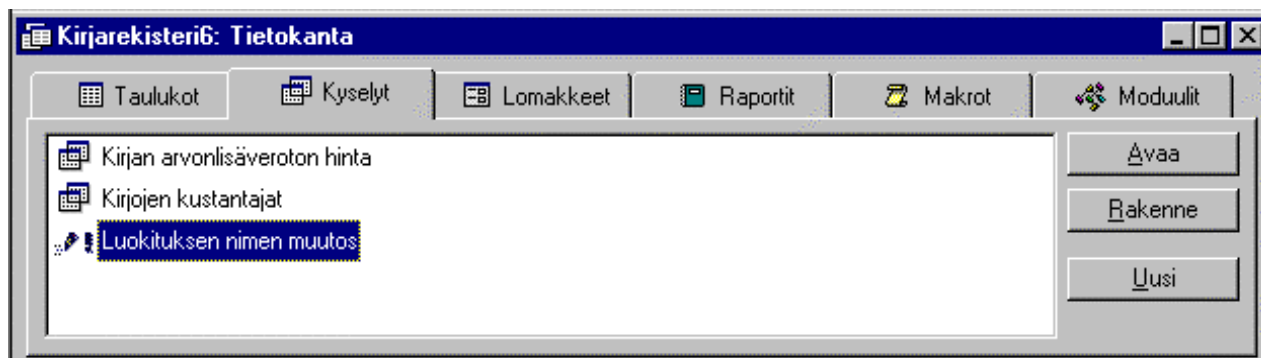 Kirjarekisteri6: Tietokanta
Taulukot Kyselyt Lomakkeet Raportit Makrot Moduulit
Kirjan arvonlisäveroton hinta
Avaa
Kirjojen kustantajat
Rakenne
Luokituksen nimen muutos
Uusi